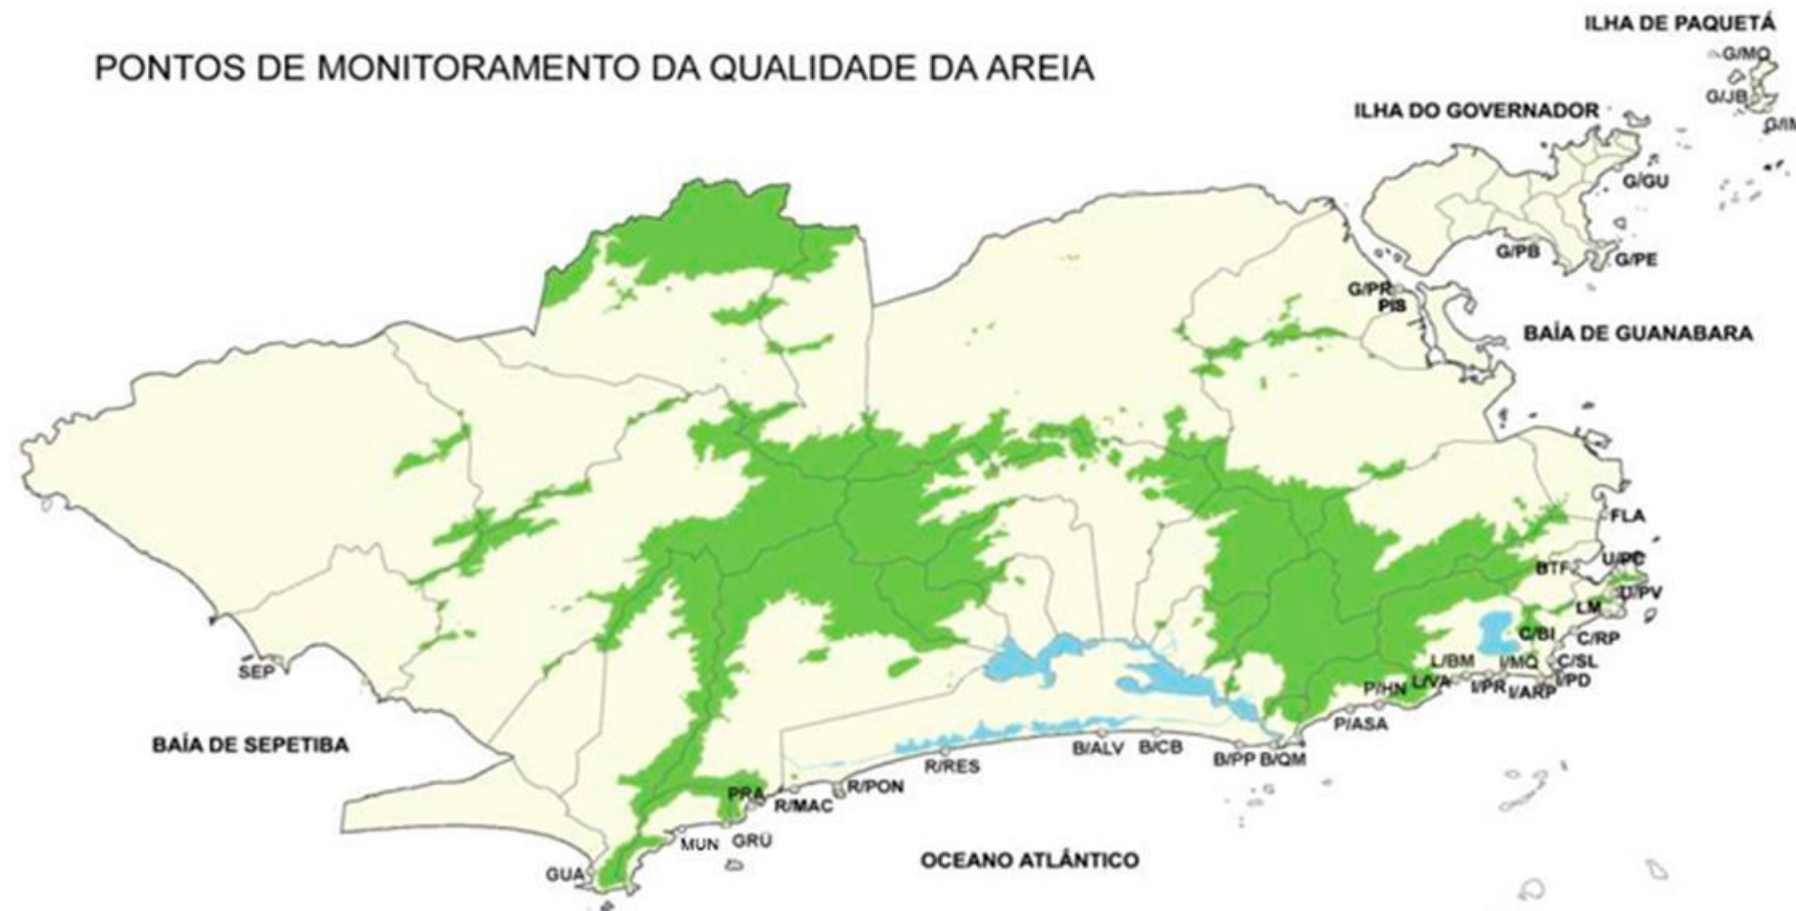 ILHA DE PAQUETÁ
G/MO
PONTOS DE MONITORAMENTO DA QUALIDADE DA AREIA
G/JB
ILHA DO GOVERNADOR
G/IM
G/GU
G/PB
G/PE
G/PR
BAÍA DE GUANABARA
FLA
BTF
U/PV
LM
C/BI
C/RP
L/BM
I/MQ
C/SL
SEP
P/HN
L/VA
I/PR
I/ARP
I/PD
P/ASA
BAÍA DE SEPETIBA
B/ALV
B/CB
B/PP
B/QM
R/RES
R/PON
PRA
R/MAC
MUN
GRU
OCEANO ATLÂNTICO
GUA